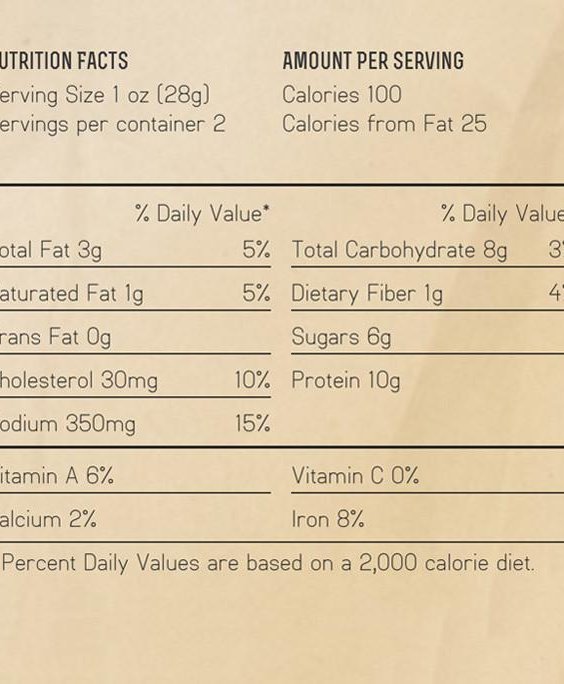 UTRITION FACTS
erving Size 1 oz (28g)
ervings per container 2
AMOUNT PER SERVING
Calories 100
Calories from Fat 25
% Daily Value*
otal Fat 3g 5%
aturated Fat 1g 5%
rans Fat 0g
holesterol 30mg 10%
odium 350mg 15%
% Daily Value
Total Carbohydrate 8g 3%
Dietary Fiber 1g 4%
Sugars 6g
Protein 10g
itamin A 6%
Vitamin C 0%
alcium 2%
Iron 8%
Percent Daily Values are based on a 2,000 calorie diet.